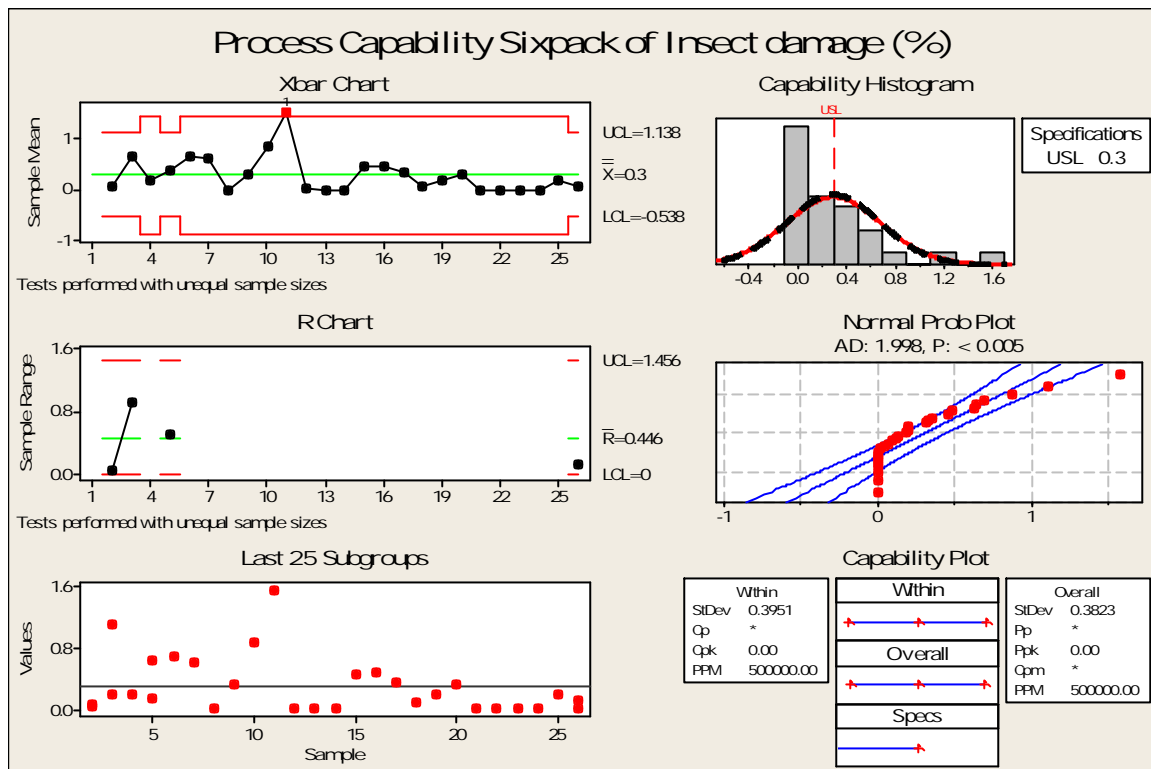 Process Capability Sixpack of Insect damage (%)
Xbar Chart
Sample Mean
1
0
-1
1
UCL=1.138
X=0.3
LCL=-0.538
1 4 7 10 13 16 19 22 25
Tests performed with unequal sample sizes
Capability Histogram
USL
Specifications
USL 0.3
-0.4 0.0 0.4 0.8 1.2 1.6
R Chart
Sample Range
1.6
0.8
0.0
UCL=1.456
R=0.446
LCL=0
1 4 7 10 13 16 19 22 25
Tests performed with unequal sample sizes
Normal Prob Plot
AD: 1.998, P: < 0.005
-1 0 1
Last 25 Subgroups
Values
1.6
0.8
0.0
5 10 15 20 25
Sample
Capability Plot
Within
StDev 0.3951
Cp *
Cpk 0.00
PPM 500000.00
Within
Overall
Specs
Overall
StDev 0.3823
Pp *
Ppk 0.00
Cpm *
PPM 500000.00